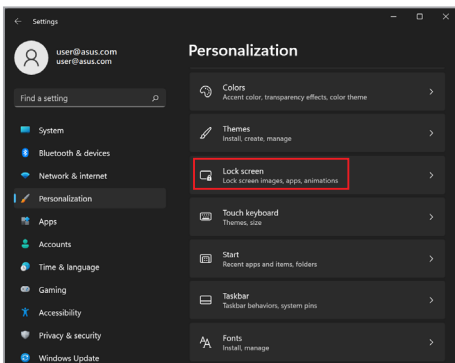 Settings
user@asus.com
user@asus.com
Find a setting
System
Bluetooth & devices
Network & internet
Personalization
Apps
Accounts
Time & language
Gaming
Accessibility
Privacy & security
Windows Update
Personalization
Colors
Accent color, transparency effects, color theme
Themes
Install, create, manage
Lock screen
Lock screen images, apps, animations
Touch keyboard
Themes, size
Start
Recent apps and items, folders
Taskbar
Taskbar behaviors, system pins
Fonts
Install, manage